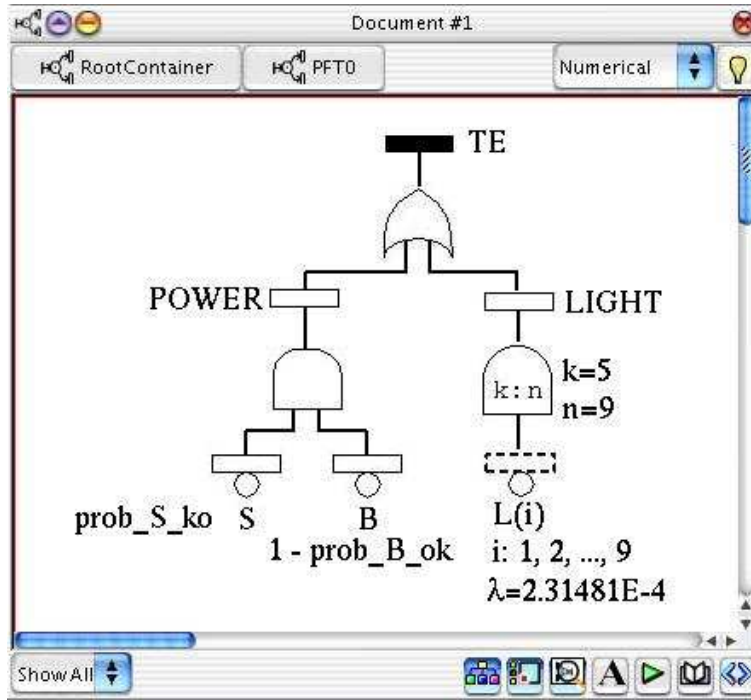 Document #1
RootContainer PFT0 Numerical
TE
POWER LIGHT
k:n k=5
n=9
prob_S_ko S B L(i)
1 - prob_B_ok i: 1, 2, ..., 9
λ=2.31481E-4
Show All A